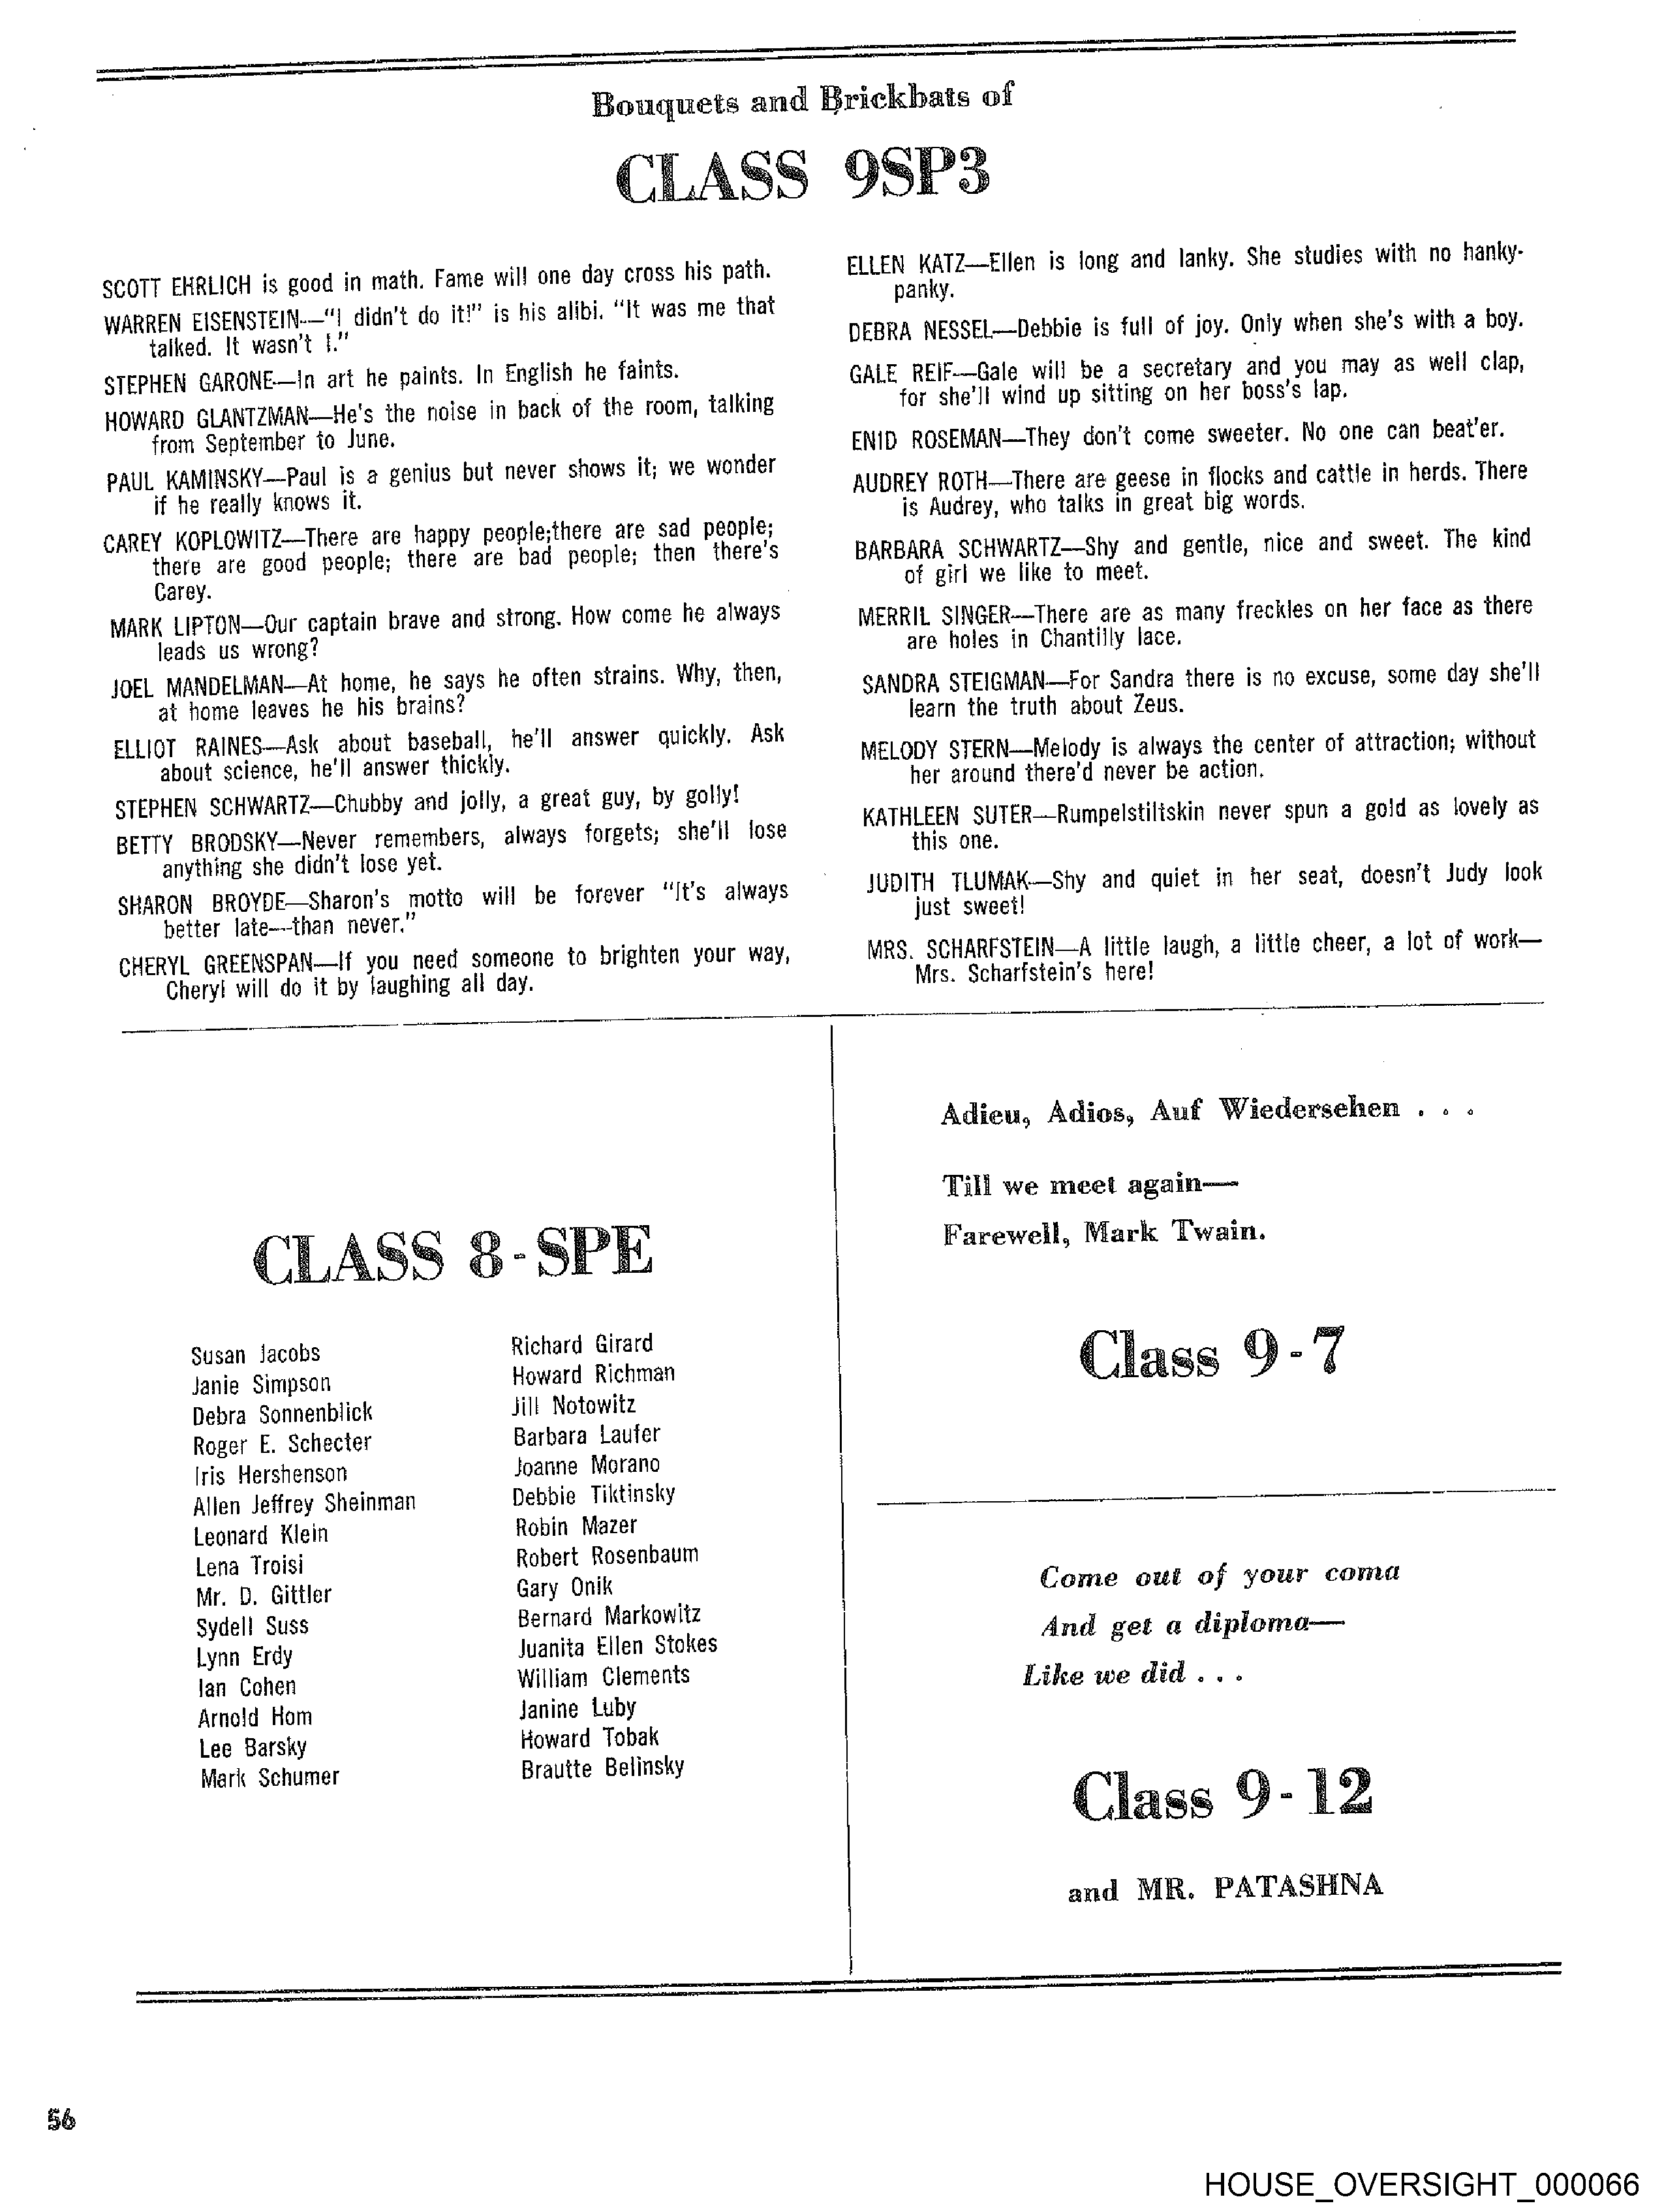 Bouquets and Brickbats of
CLASS 9SP3
SCOTT EHRLICH is good in math. Fame will one day cross his path.
WARREN EISENSTEIN—"I didn't do it!" is his alibi. "It was me that
talked. It wasn't I."
STEPHEN GARONE—In art he paints. In English he faints.
HOWARD GLANTZMAN—He's the noise in back of the room, talking
from September to June.
PAUL KAMINSKY—Paul is a genius but never shows it; we wonder
if he really knows it.
CAREY KOPLOWITZ—There are happy people;there are sad people;
there are good people; there are bad people; then there's
Carey.
MARK LIPTON—Our captain brave and strong. How come he always
leads us wrong?
JOEL MANDELMAN—At home, he says he often strains. Why, then,
at home leaves he his brains?
ELLIOT RAINES—Ask about baseball, he'll answer quickly. Ask
about science, he'll answer thickly.
STEPHEN SCHWARTZ—Chubby and jolly, a great guy, by golly!
BETTY BRODSKY—Never remembers, always forgets; she'll lose
anything she didn't lose yet.
SHARON BROYDE—Sharon's motto will be forever "It's always
better late—than never."
CHERYL GREENSPAN—If you need someone to brighten your way,
Cheryl will do it by laughing all day.
ELLEN KATZ—Ellen is long and lanky. She studies with no hanky-
panky.
DEBRA NESSEL—Debbie is full of joy. Only when she's with a boy.
GALE REIF—Gale will be a secretary and you may as well clap,
for she'll wind up sitting on her boss's lap.
ENID ROSEMAN—They don't come sweeter. No one can beat'er.
AUDREY ROTH—There are geese in flocks and cattle in herds. There
is Audrey, who talks in great big words.
BARBARA SCHWARTZ—Shy and gentle, nice and sweet. The kind
of girl we like to meet.
MERRIL SINGER—There are as many freckles on her face as there
are holes in Chantilly lace.
SANDRA STEIGMAN—For Sandra there is no excuse, some day she'll
learn the truth about Zeus.
MELODY STERN—Melody is always the center of attraction; without
her around there'd never be action.
KATHLEEN SUTER—Rumpelstiltskin never spun a gold as lovely as
this one.
JUDITH TLUMAK—Shy and quiet in her seat, doesn't Judy look
just sweet!
MRS. SCHARFSTEIN—A little laugh, a little cheer, a lot of work—
Mrs. Scharfstein's here!
CLASS 8-SPE
Susan Jacobs
Janie Simpson
Debra Sonnenblick
Roger E. Schecter
Iris Hershenson
Allen Jeffrey Sheinman
Leonard Klein
Lena Troisi
Mr. D. Gittler
Sydell Suss
Lynn Erdy
Ian Cohen
Arnold Hom
Lee Barsky
Mark Schumer
Richard Girard
Howard Richman
Jill Notowitz
Barbara Laufer
Joanne Morano
Debbie Tiktinsky
Robin Mazer
Robert Rosenbaum
Gary Onik
Bernard Markowitz
Juanita Ellen Stokes
William Clements
Janine Luby
Howard Tobak
Brautte Belinsky
Adieu, Adios, Auf Wiedersehen . . .
Till we meet again—
Farewell, Mark Twain.
Class 9-7
Come out of your coma
And get a diploma—
Like we did . . .
Class 9-12
and MR. PATASHNA
56
HOUSE_OVERSIGHT_000066